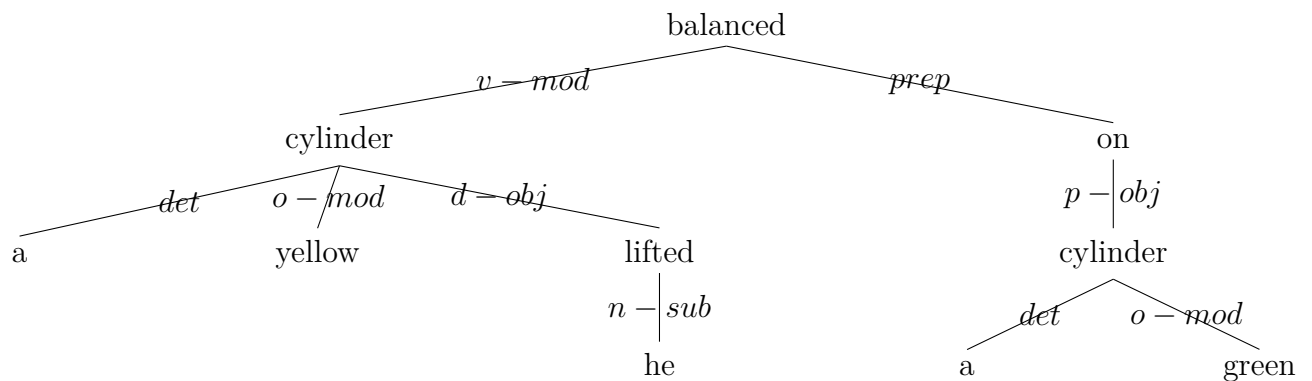 balanced
v – mod prep
cylinder on
det o – mod d – obj p – obj
a yellow lifted cylinder
n – sub det o – mod
he a green